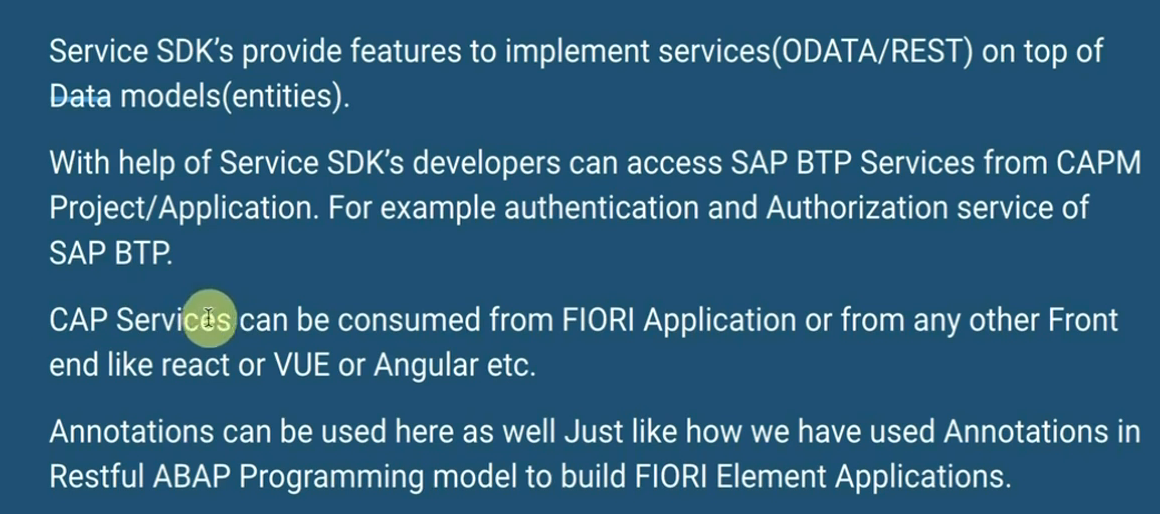 Service SDK's provide features to implement services(ODATA/REST) on top of
Data models(entities).
With help of Service SDK's developers can access SAP BTP Services from CAPM
Project/Application. For example authentication and Authorization service of
SAP BTP.
CAP Services can be consumed from FIORI Application or from any other Front
end like react or VUE or Angular etc.
Annotations can be used here as well Just like how we have used Annotations in
Restful ABAP Programming model to build FIORI Element Applications.